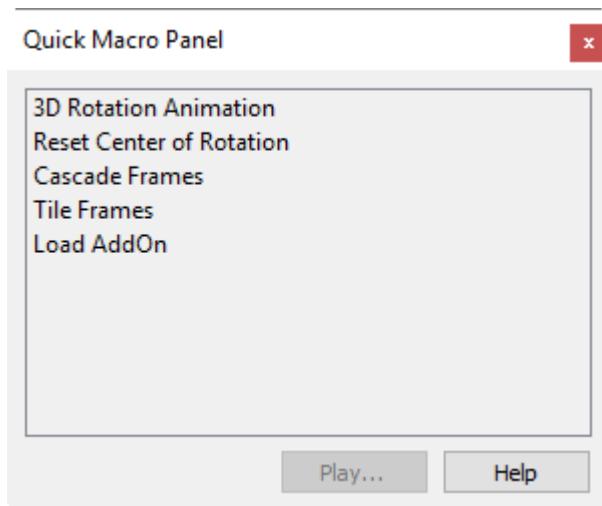 Quick Macro Panel
x
3D Rotation Animation
Reset Center of Rotation
Cascade Frames
Tile Frames
Load AddOn
Play...
Help